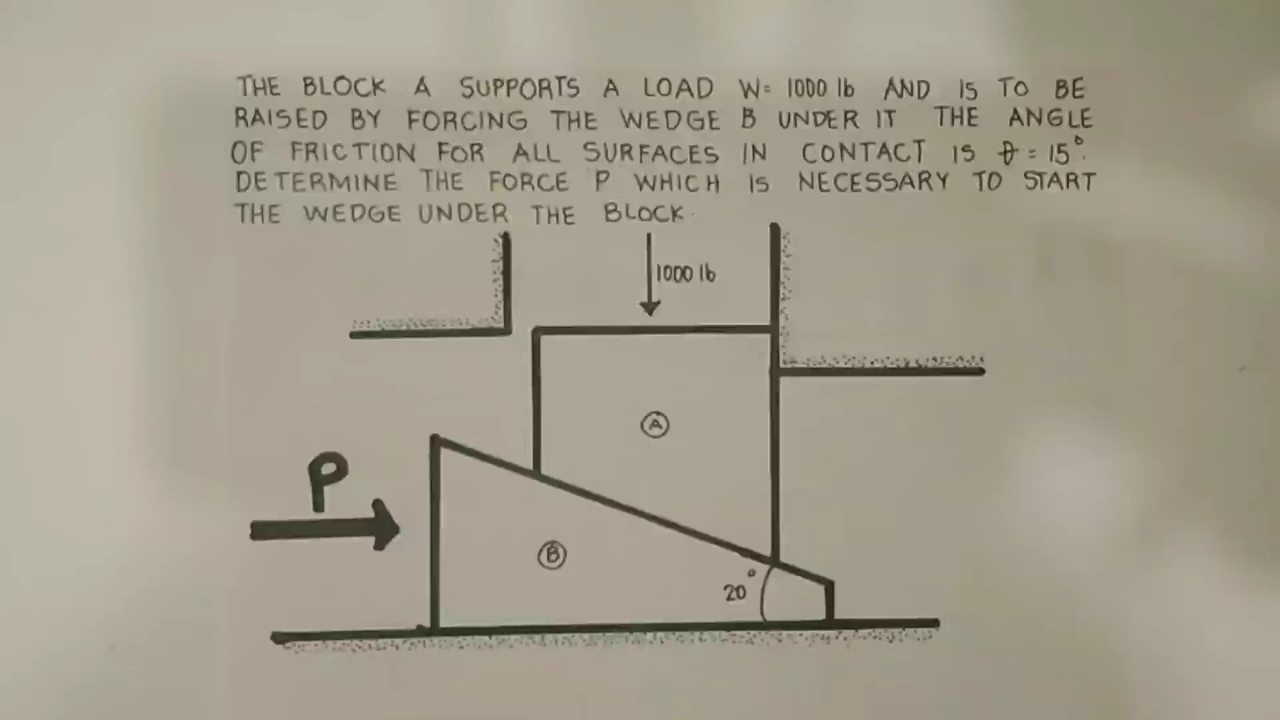 THE BLOCK A SUPPORTS A LOAD W= 1000 lb AND IS TO BE
RAISED BY FORCING THE WEDGE B UNDER IT THE ANGLE
OF FRICTION FOR ALL SURFACES IN CONTACT IS θ = 15°.
DETERMINE THE FORCE P WHICH IS NECESSARY TO START
THE WEDGE UNDER THE BLOCK.
1000 lb
A
P
B
20°